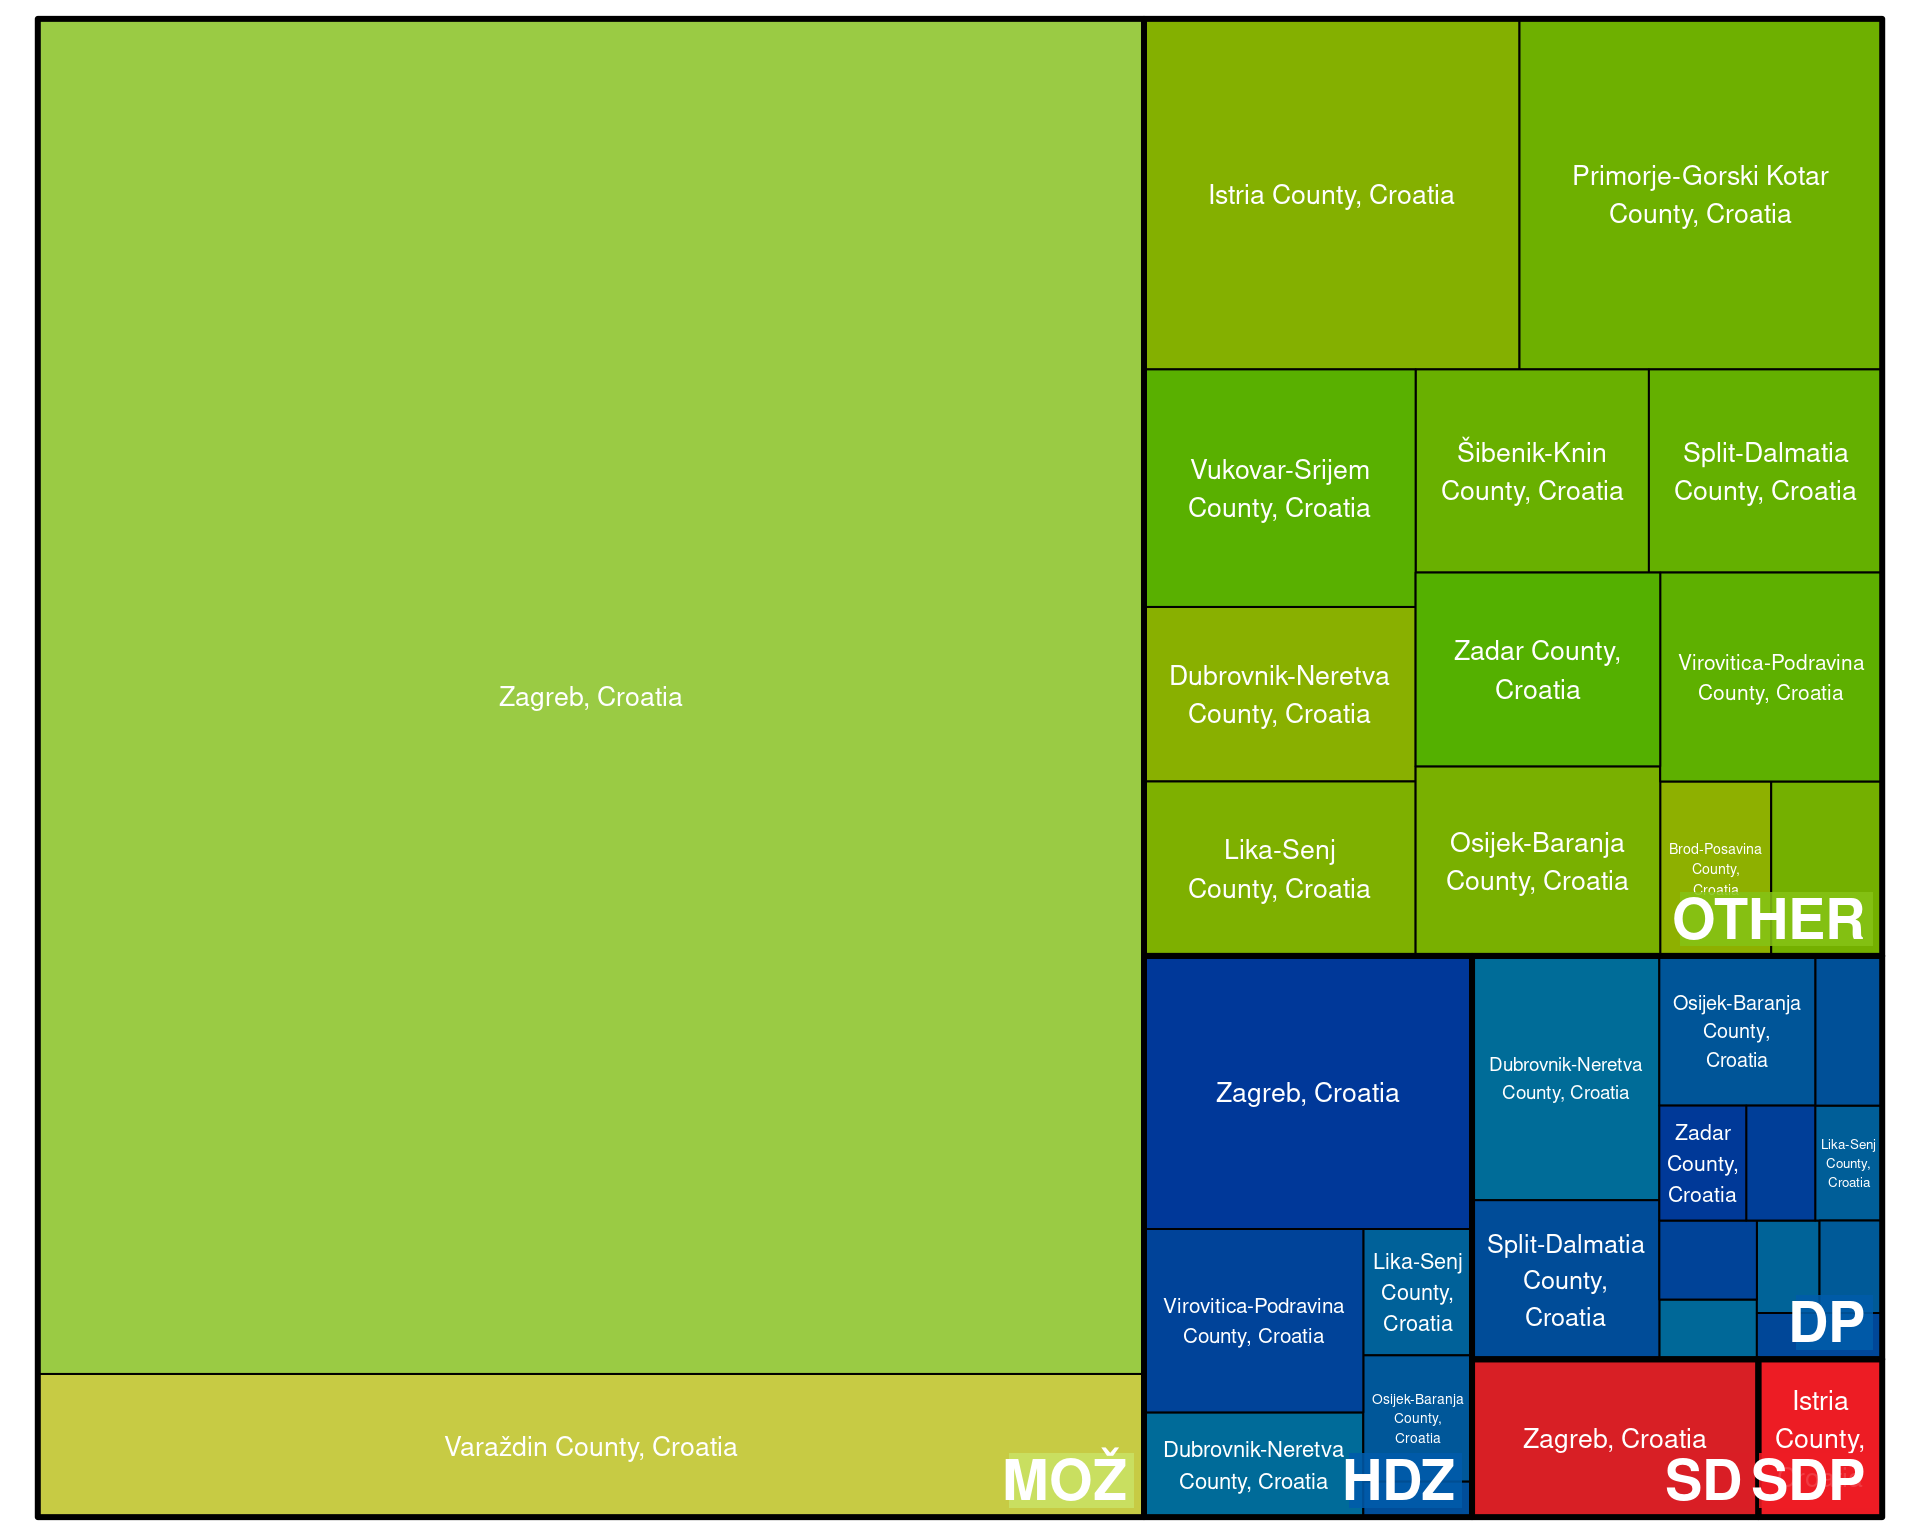 Zagreb, Croatia
Varaždin County, Croatia
MOŽ
Istria County, Croatia
Primorje-Gorski Kotar
County, Croatia
Vukovar-Srijem
County, Croatia
Šibenik-Knin
County, Croatia
Split-Dalmatia
County, Croatia
Dubrovnik-Neretva
County, Croatia
Zadar County,
Croatia
Virovitica-Podravina
County, Croatia
Lika-Senj
County, Croatia
Osijek-Baranja
County, Croatia
Brod-Posavina
County,
Croatia
OTHER
Zagreb, Croatia
Virovitica-Podravina
County, Croatia
Lika-Senj
County,
Croatia
Osijek-Baranja
County,
Croatia
Dubrovnik-Neretva
County, Croatia
HDZ
Dubrovnik-Neretva
County, Croatia
Osijek-Baranja
County,
Croatia
Split-Dalmatia
County,
Croatia
Zadar
County,
Croatia
Lika-Senj
County,
Croatia
DP
Zagreb, Croatia
SD
Istria
County,
SDP